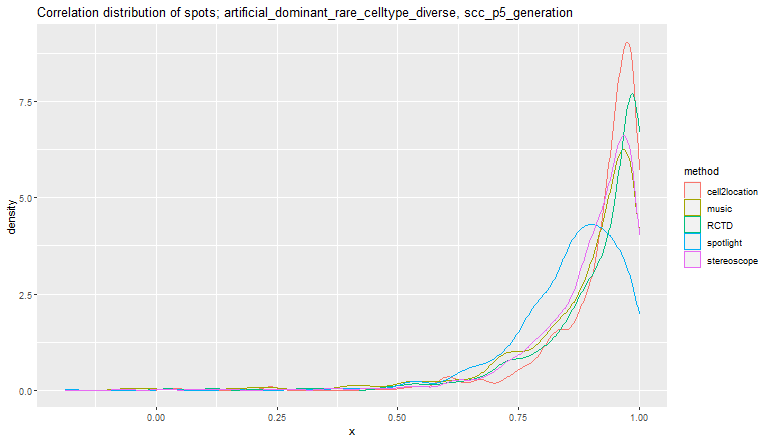 Correlation distribution of spots; artificial_dominant_rare_celltype_diverse, scc_p5_generation
density
7.5
5.0
2.5
0.0
0.00 0.25 0.50 0.75 1.00
x
method
cell2location
music
RCTD
spotlight
stereoscope